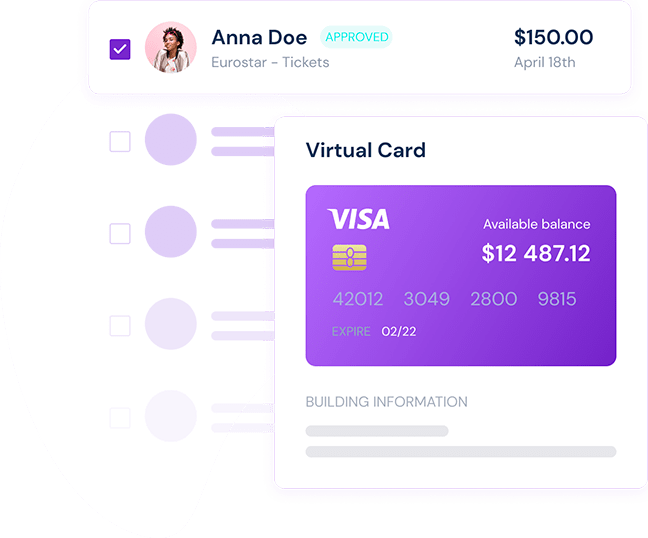 Anna Doe APPROVED $150.00
Eurostar - Tickets April 18th
Virtual Card
VISA
Available balance
$12 487.12
42012 3049 2800 9815
EXPIRE 02/22
BUILDING INFORMATION